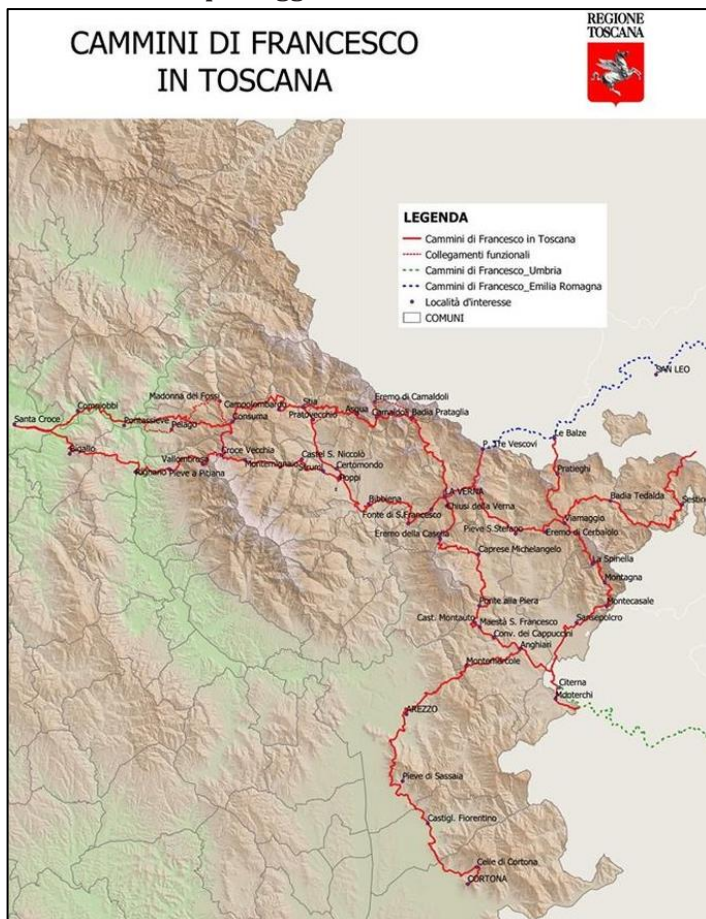 CAMMINI DI FRANCESCO
IN TOSCANA
REGIONE
TOSCANA
LEGENDA
Cammini di Francesco in Toscana
Collegamenti funzionali
Cammini di Francesco_Umbria
Cammini di Francesco_Emilia Romagna
Località d'interesse
COMUNI
SAN LEO
Madonna dei Fossi
Eremo di Camaldoli
Campolombardo
Stia
Compiobbi
Consuma
Pratovecchio
Camaldoli
Badia Prataglia
Santa Croce
Pontassieve
Pelago
Le Balze
P. Tre Vescovi
Croce Vecchia
Castel S. Niccolò
Vallombrosa
Montemignaio
Certomondo
Pieve a Pitiana
Poppi
Pratieghi
LA VERNA
Badia Tedalda
Bibbiena
Chiusi della Verna
Fonte di S.Francesco
Viamaggio
Pieve S.Stefano
Eremo di Cerbaiolo
Eremo della Casella
Caprese Michelangelo
La Spinella
Montagna
Ponte alla Piera
Montecasale
Cast. Montauto
Maestà S. Francesco
Sansepolcro
Conv. dei Cappuccini
Anghiari
Citerna
AREZZO
Pieve di Sassaia
Castigl. Fiorentino
Celle di Cortona
CORTONA